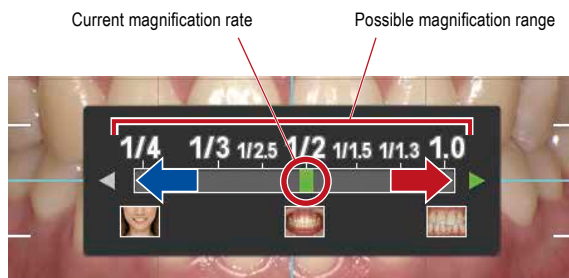 Current magnification rate
Possible magnification range
1/4 1/3 1/2.5 1/2 1/1.5 1/1.3 1.0